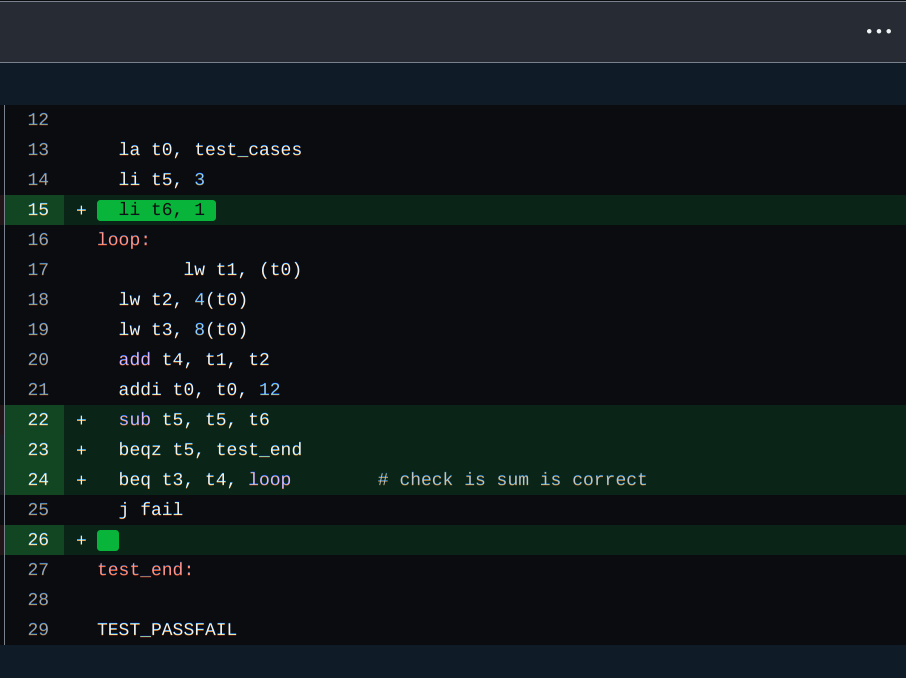 12
13 la t0, test_cases
14 li t5, 3
15 + li t6, 1
16 loop:
17 lw t1, (t0)
18 lw t2, 4(t0)
19 lw t3, 8(t0)
20 add t4, t1, t2
21 addi t0, t0, 12
22 + sub t5, t5, t6
23 + beqz t5, test_end
24 + beq t3, t4, loop # check is sum is correct
25 j fail
26 +
27 test_end:
28
29 TEST_PASSFAIL